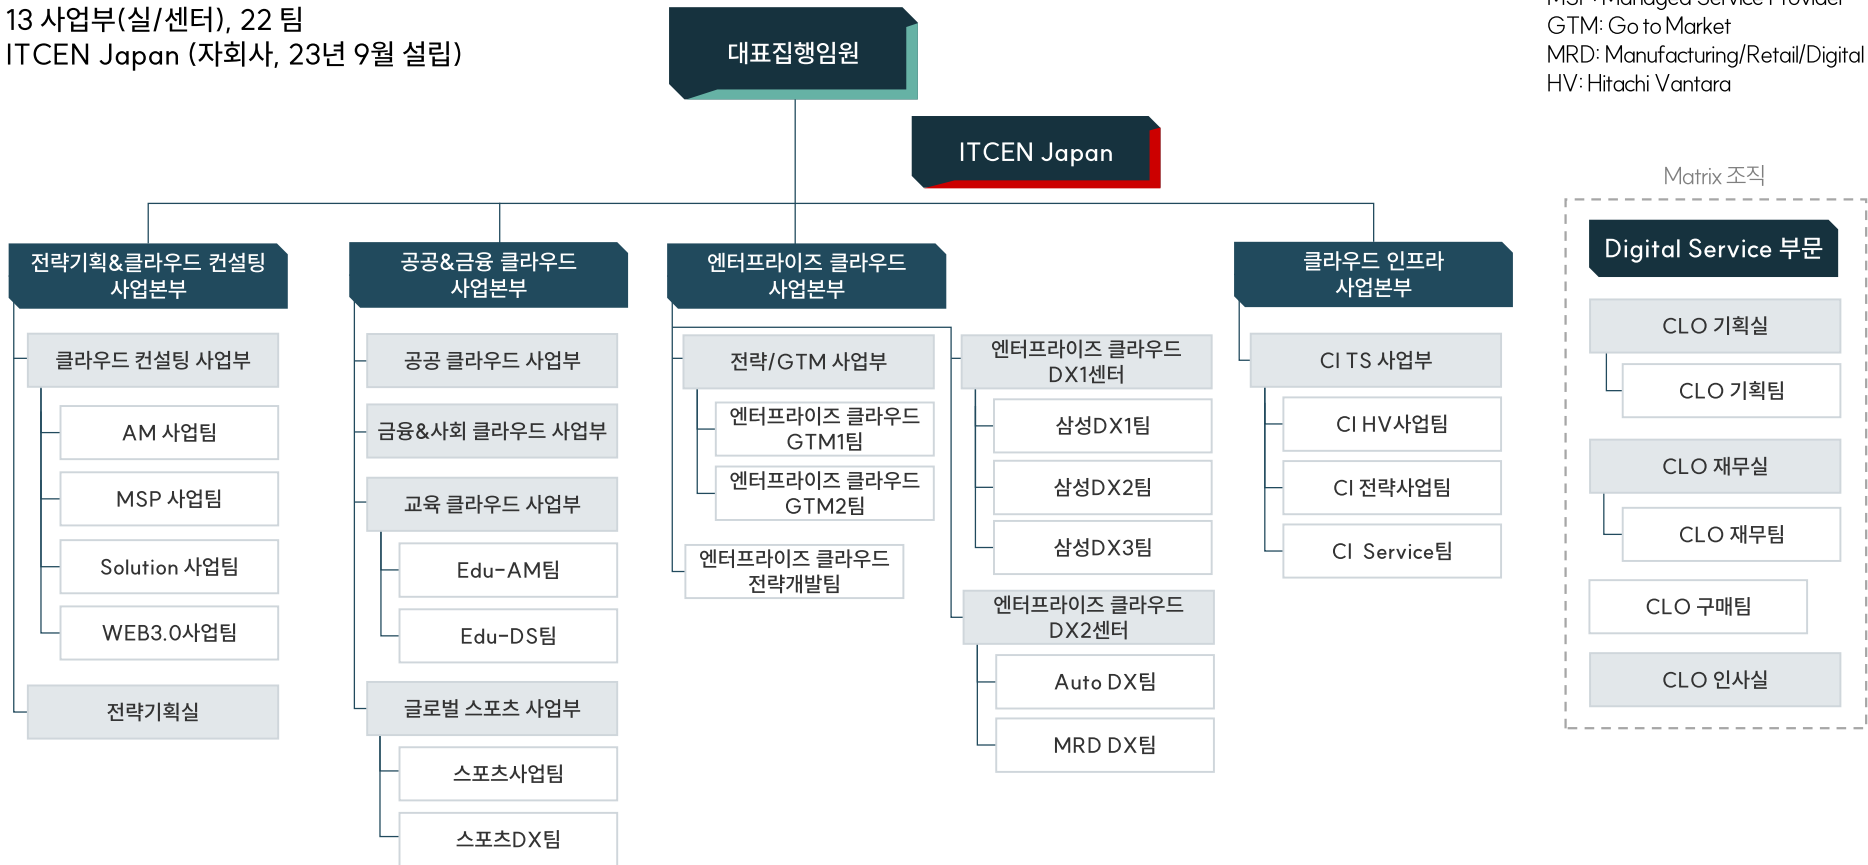 13 사업부(실/센터), 22 팀
ITCEN Japan (자회사, 23년 9월 설립)
MSP: Managed Service Provider
GTM: Go to Market
MRD: Manufacturing/Retail/Digital
HV: Hitachi Vantara
대표집행임원
ITCEN Japan
전략기획&클라우드 컨설팅
사업본부
클라우드 컨설팅 사업부
AM 사업팀
MSP 사업팀
Solution 사업팀
WEB3.0사업팀
전략기획실
공공&금융 클라우드
사업본부
공공 클라우드 사업부
금융&사회 클라우드 사업부
교육 클라우드 사업부
Edu-AM팀
Edu-DS팀
글로벌 스포츠 사업부
스포츠사업팀
스포츠DX팀
엔터프라이즈 클라우드
사업본부
전략/GTM 사업부
엔터프라이즈 클라우드
GTM1팀
엔터프라이즈 클라우드
GTM2팀
엔터프라이즈 클라우드
전략개발팀
엔터프라이즈 클라우드
DX1센터
삼성DX1팀
삼성DX2팀
삼성DX3팀
엔터프라이즈 클라우드
DX2센터
Auto DX팀
MRD DX팀
클라우드 인프라
사업본부
CI TS 사업부
CI HV사업팀
CI 전략사업팀
CI Service팀
Matrix 조직
Digital Service 부문
CLO 기획실
CLO 기획팀
CLO 재무실
CLO 재무팀
CLO 구매팀
CLO 인사실